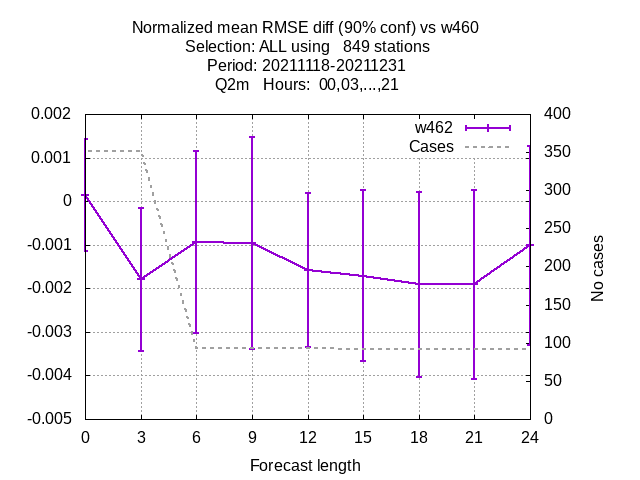 Normalized mean RMSE diff (90% conf) vs w460
Selection: ALL using   849 stations
Period: 20211118-20211231
Q2m   Hours:  00,03,...,21
w462
Cases
0.002
0.001
0
-0.001
-0.002
-0.003
-0.004
-0.005
400
350
300
250
200
150
100
50
0
No cases
0 3 6 9 12 15 18 21 24
Forecast length